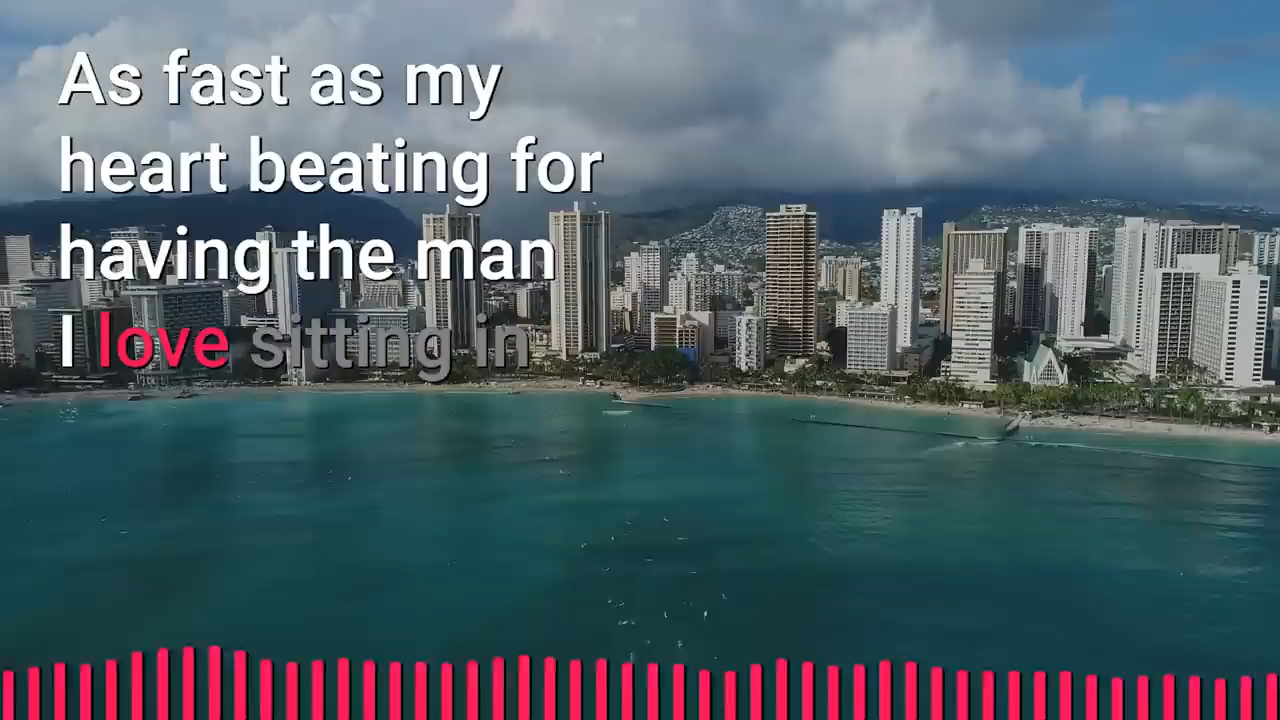 As fast as my
heart beating for
having the man
I love sitting in